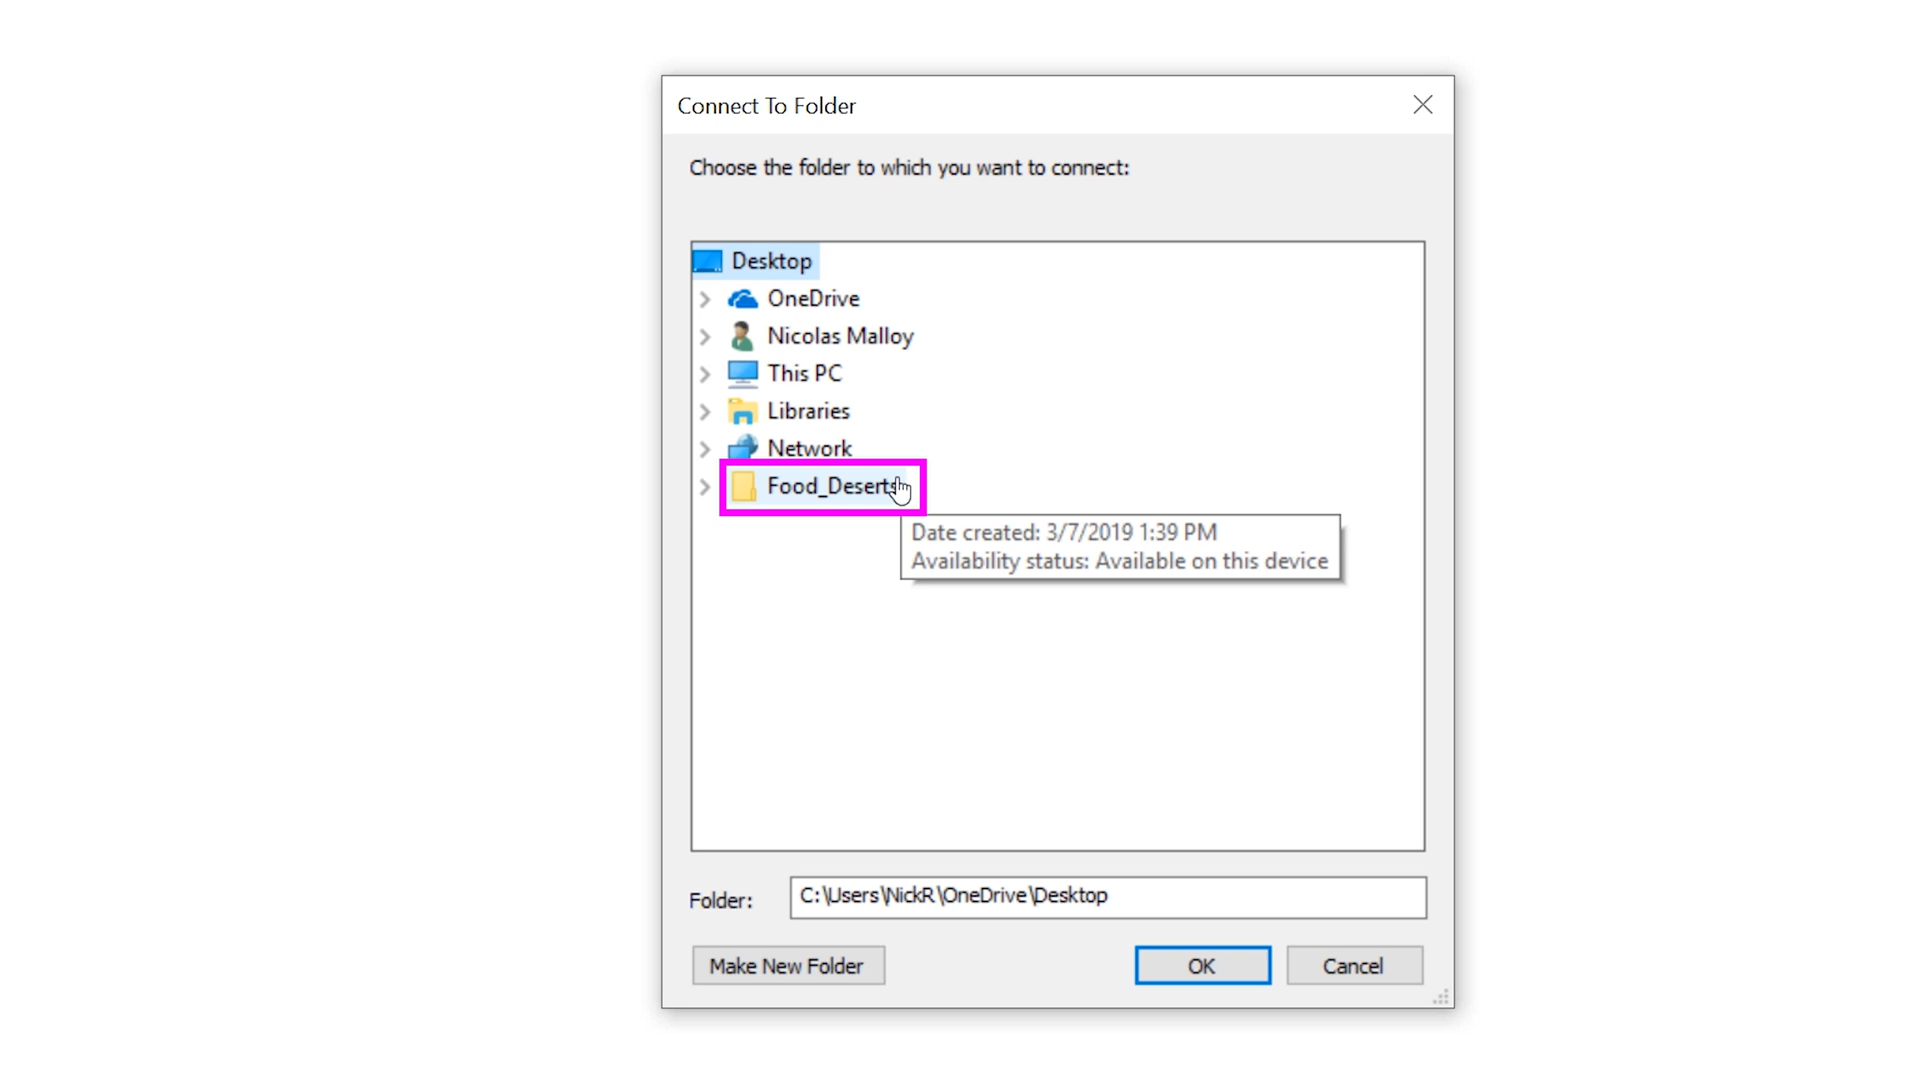 Connect To Folder
Choose the folder to which you want to connect:
Desktop
OneDrive
Nicolas Malloy
This PC
Libraries
Network
Food_Deserts
Date created: 3/7/2019 1:39 PM
Availability status: Available on this device
Folder: C:\Users\NickR\OneDrive\Desktop
Make New Folder OK Cancel